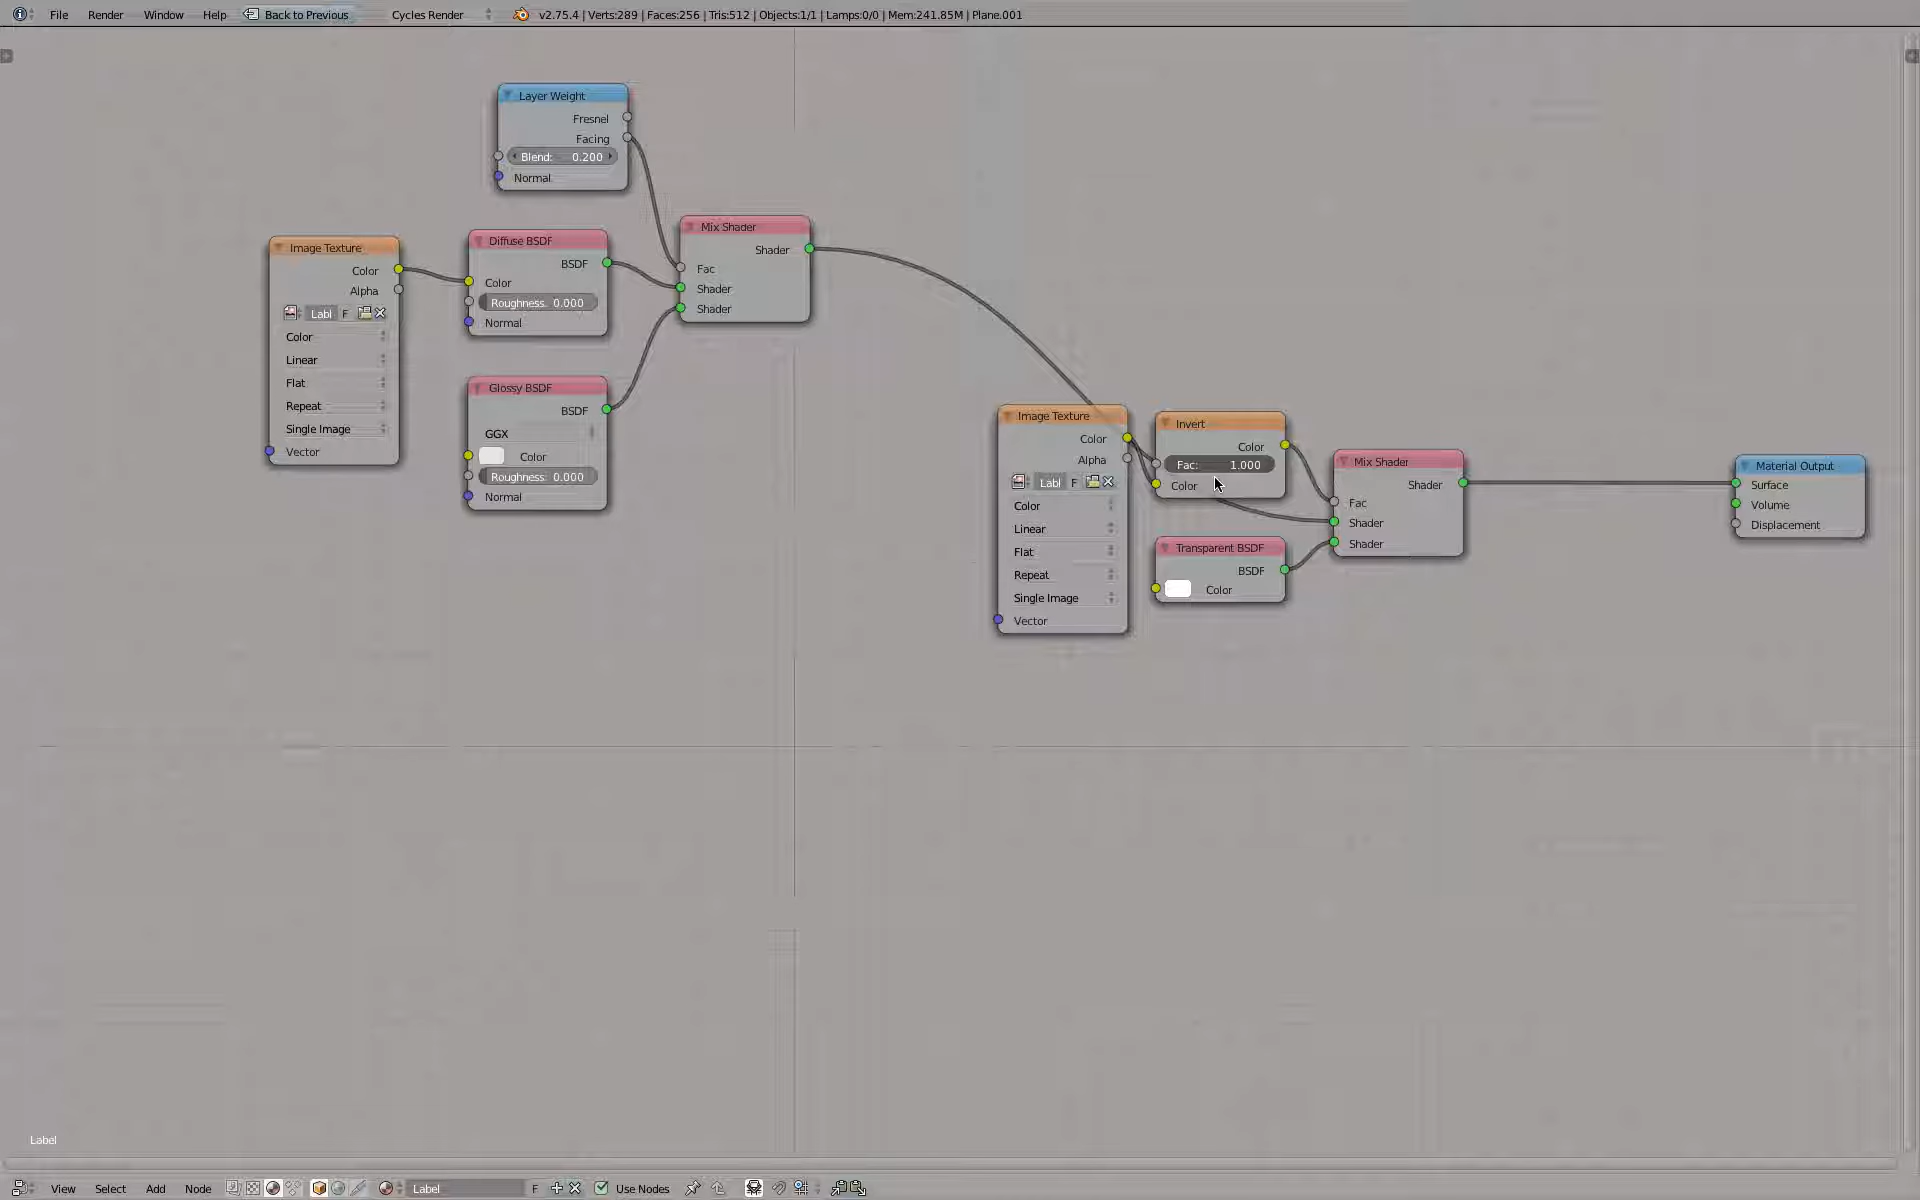 File Render Window Help Back to Previous Cycles Render v2.75.4 | Verts:289 | Faces:256 | Tris:512 | Objects:1/1 | Lamps:0/0 | Mem:241.85M | Plane.001
Layer Weight
Fresnel
Facing
Blend: 0.200
Normal
Image Texture
Color
Alpha
Labl F
Color
Linear
Flat
Repeat
Single Image
Vector
Diffuse BSDF
BSDF
Color
Roughness: 0.000
Normal
Glossy BSDF
BSDF
GGX
Color
Roughness: 0.000
Normal
Mix Shader
Shader
Fac
Shader
Shader
Image Texture
Color
Alpha
Labl F
Color
Linear
Flat
Repeat
Single Image
Vector
Invert
Color
Fac: 1.000
Color
Transparent BSDF
BSDF
Color
Mix Shader
Shader
Fac
Shader
Shader
Material Output
Surface
Volume
Displacement
Label
View Select Add Node Label F Use Nodes